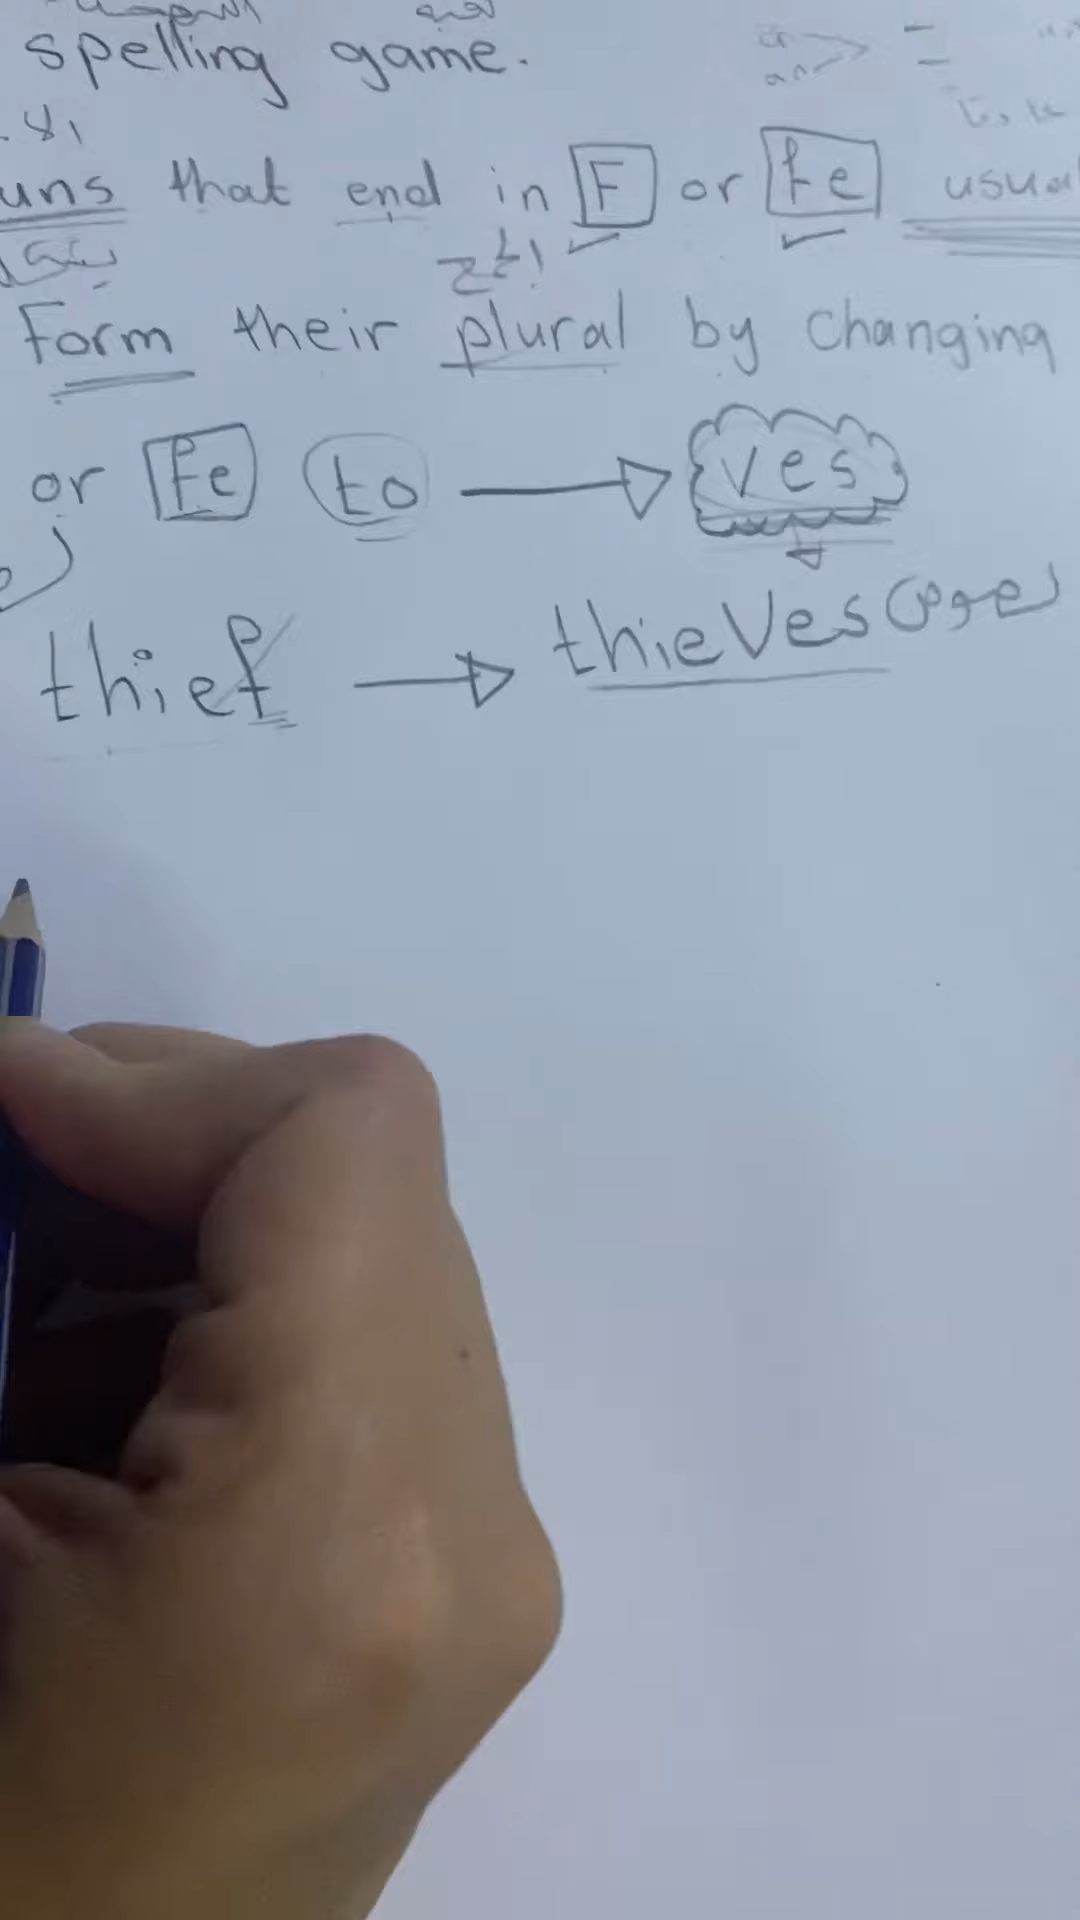 spelling game.
uns that end in F or fe usual
Form their plural by changing
or Fe to ves
thief thieves